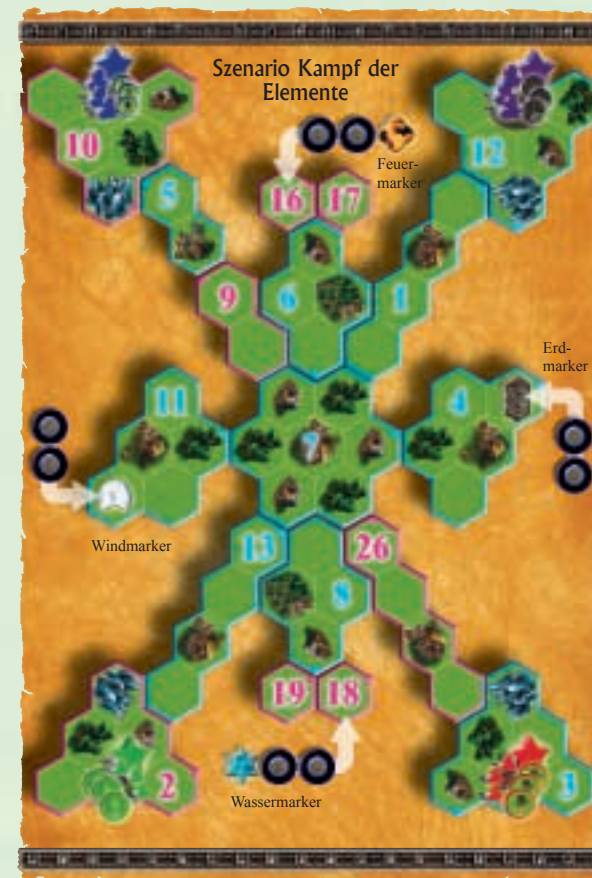 Szenario Kampf der
Elemente
10
12
Feuer-
marker
5
16
17
9
6
1
Erd-
marker
11
4
7
Windmarker
13
26
8
19
18
2
Wassermarker
3